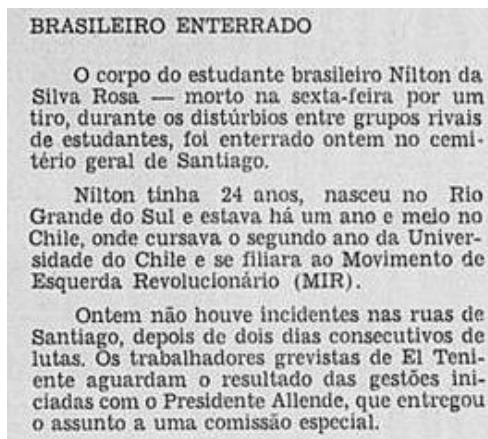 BRASILEIRO ENTERRADO
O corpo do estudante brasileiro Nilton da
Silva Rosa — morto na sexta-feira por um
tiro, durante os distúrbios entre grupos rivais
de estudantes, foi enterrado ontem no cemi-
tério geral de Santiago.
Nilton tinha 24 anos, nasceu no Rio
Grande do Sul e estava há um ano e meio no
Chile, onde cursava o segundo ano da Univer-
sidade do Chile e se filiara ao Movimento de
Esquerda Revolucionário (MIR).
Ontem não houve incidentes nas ruas de
Santiago, depois de dois dias consecutivos de
lutas. Os trabalhadores grevistas de El Teni-
ente aguardam o resultado das gestões ini-
ciadas com o Presidente Allende, que entregou
o assunto a uma comissão especial.